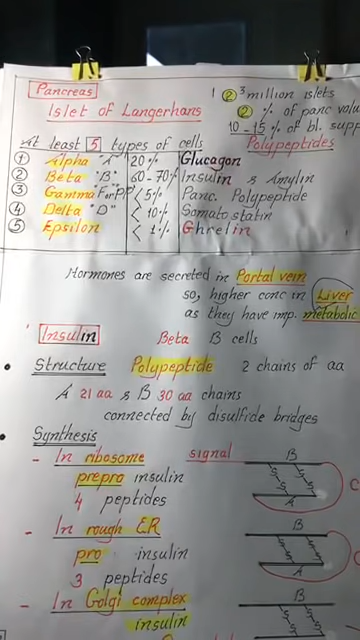 Pancreas
1 ② 3 million islets
Islet of Langerhans
② % of panc volu
10 - 15 % of bl. supp
At least 5 types of cells
Polypeptides
① Alpha "A" 20 % Glucagon
② Beta "B" 60 - 70 % Insulin & Amylin
③ Gamma "F or PP" < 5 % Panc. Polypeptide
④ Delta "D" < 10 % Somatostatin
⑤ Epsilon < 1 % Ghrelin
Hormones are secreted in Portal vein
so, higher conc in Liver
as they have imp. metabolic
Insulin Beta B cells
• Structure Polypeptide 2 chains of aa
A 21 aa & B 30 aa chains
connected by disulfide bridges
• Synthesis
- In ribosome signal B
prepro insulin
4 peptides A
- In rough ER B
pro insulin A
3 peptides
- In Golgi complex B
insulin